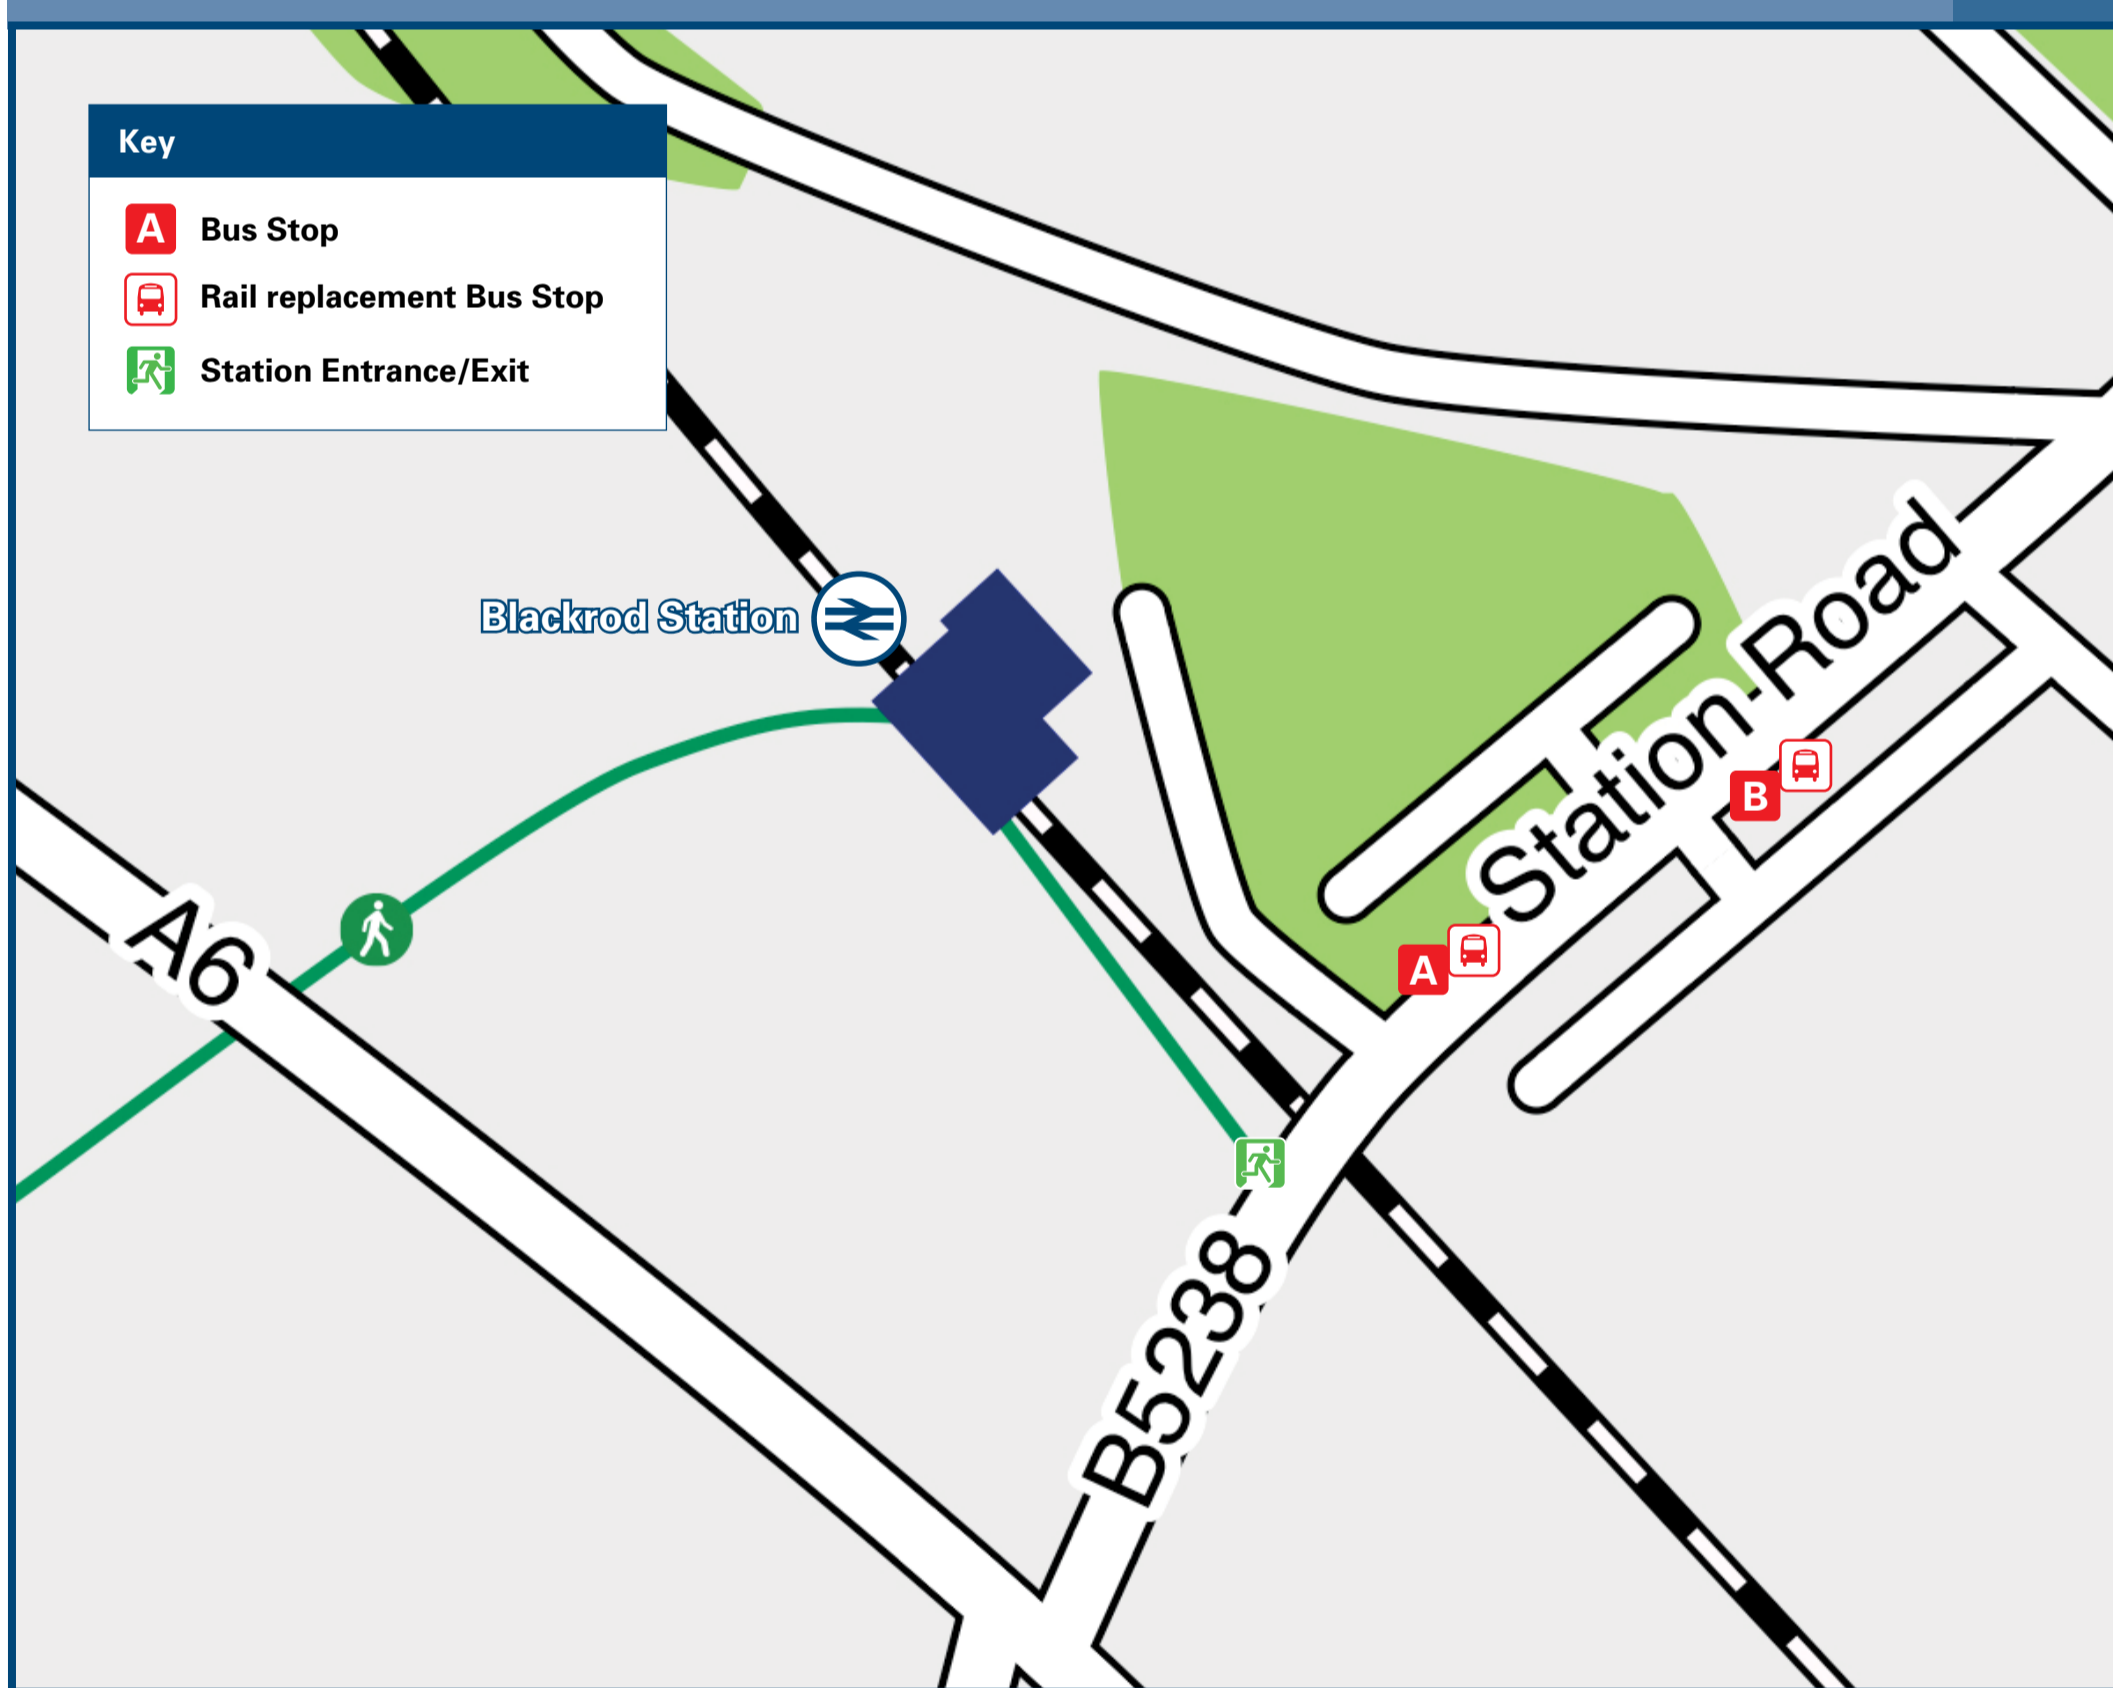 Key
A Bus Stop
Rail replacement Bus Stop
Station Entrance/Exit
Blackrod Station
Station Road
B
A
A6
B5238